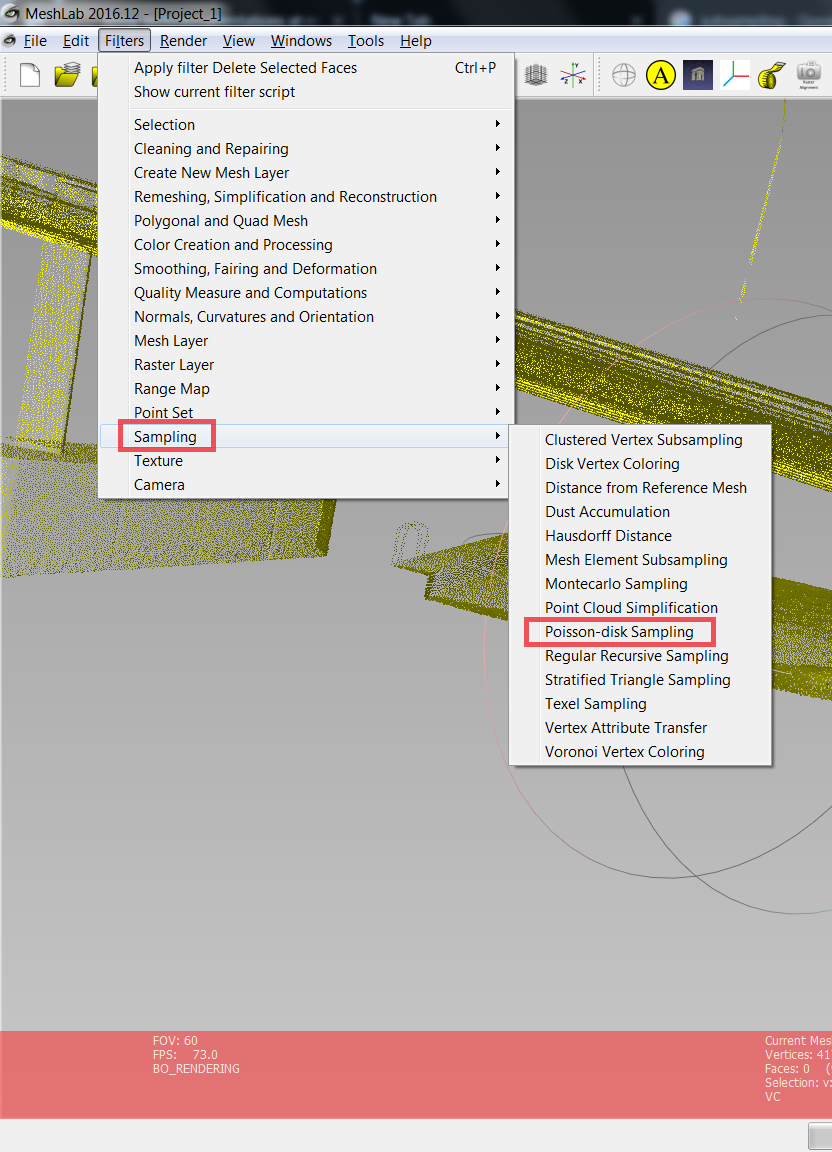 MeshLab 2016.12 - [Project_1]
File Edit Filters Render View Windows Tools Help
Apply filter Delete Selected Faces Ctrl+P
Show current filter script
A
Selection
Cleaning and Repairing
Create New Mesh Layer
Remeshing, Simplification and Reconstruction
Polygonal and Quad Mesh
Color Creation and Processing
Smoothing, Fairing and Deformation
Quality Measure and Computations
Normals, Curvatures and Orientation
Mesh Layer
Raster Layer
Range Map
Point Set
Sampling
Texture
Camera
Clustered Vertex Subsampling
Disk Vertex Coloring
Distance from Reference Mesh
Dust Accumulation
Hausdorff Distance
Mesh Element Subsampling
Montecarlo Sampling
Point Cloud Simplification
Poisson-disk Sampling
Regular Recursive Sampling
Stratified Triangle Sampling
Texel Sampling
Vertex Attribute Transfer
Voronoi Vertex Coloring
FOV: 60
FPS: 73.0
BO_RENDERING
Current Mes
Vertices: 41
Faces: 0 (
Selection: v:
VC